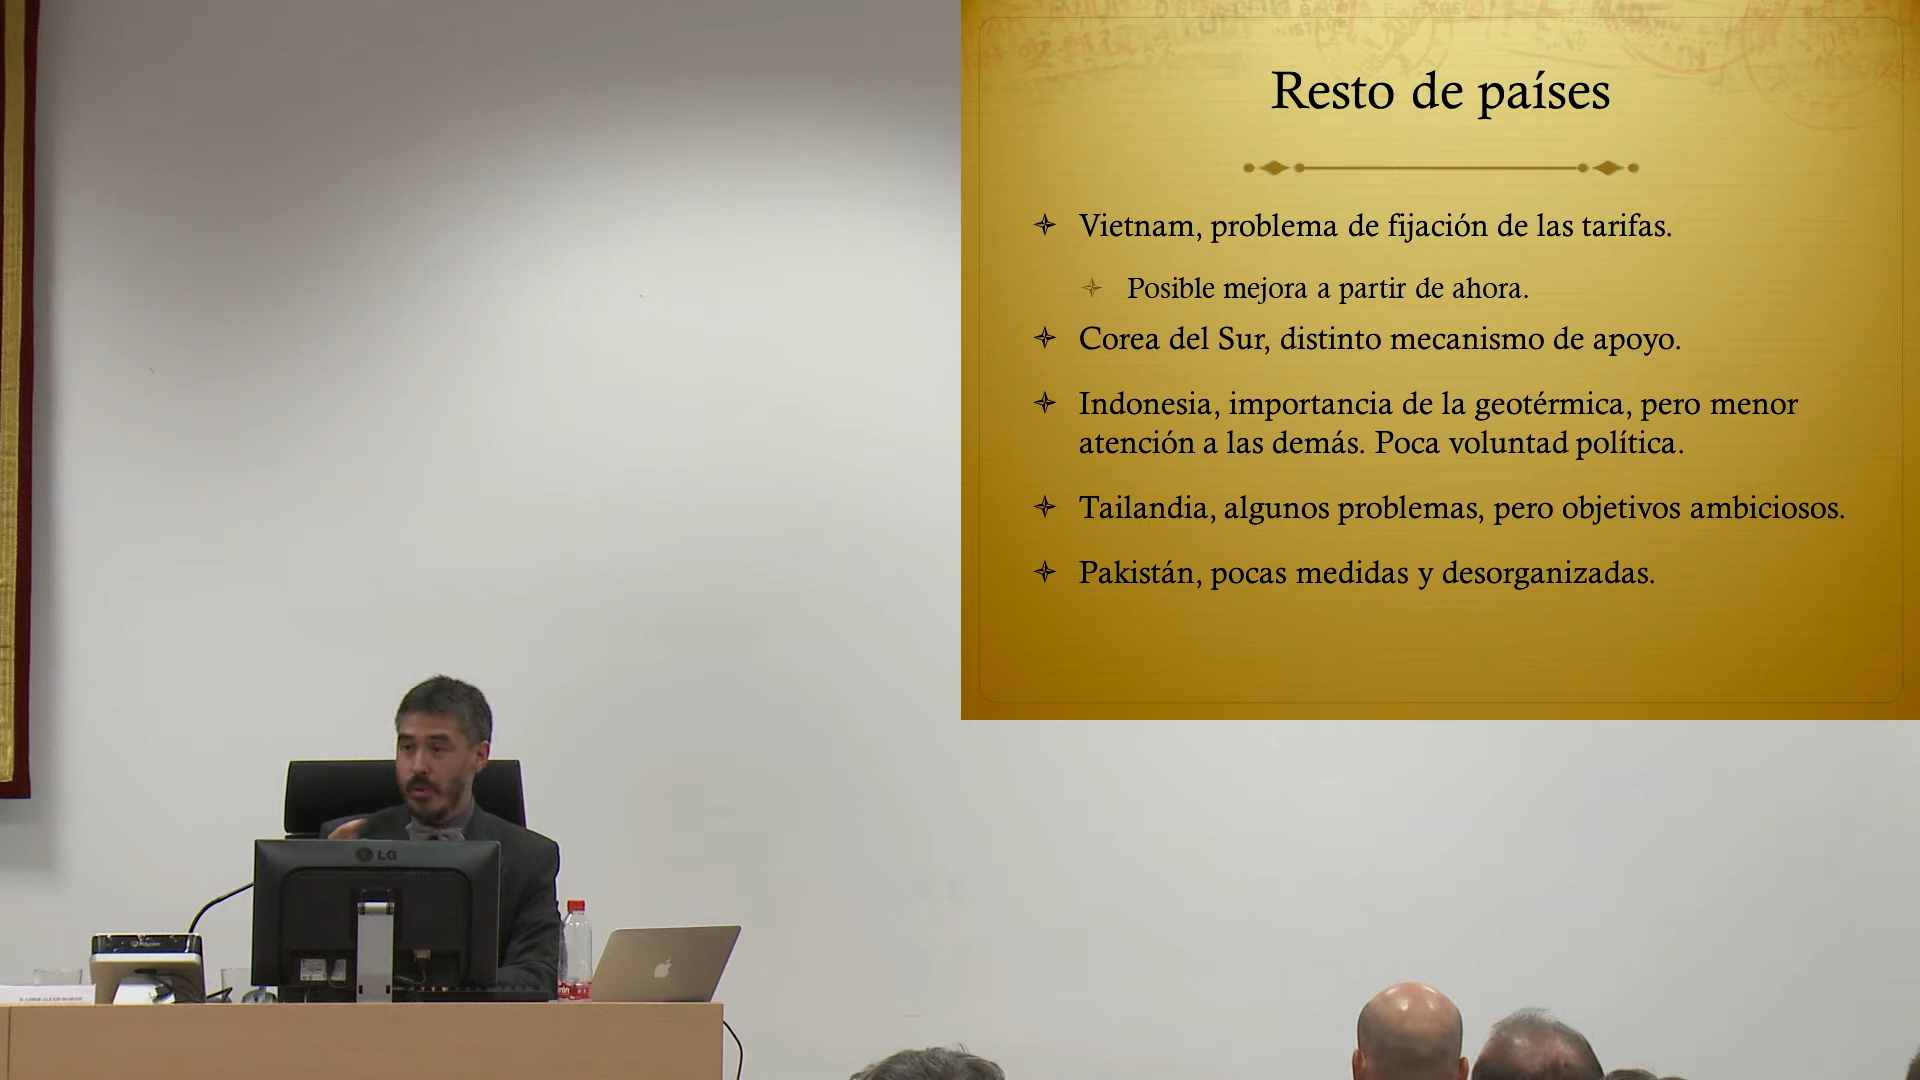 Resto de países
Vietnam, problema de fijación de las tarifas.
Posible mejora a partir de ahora.
Corea del Sur, distinto mecanismo de apoyo.
Indonesia, importancia de la geotérmica, pero menor
atención a las demás. Poca voluntad política.
Tailandia, algunos problemas, pero objetivos ambiciosos.
Pakistán, pocas medidas y desorganizadas.
LG